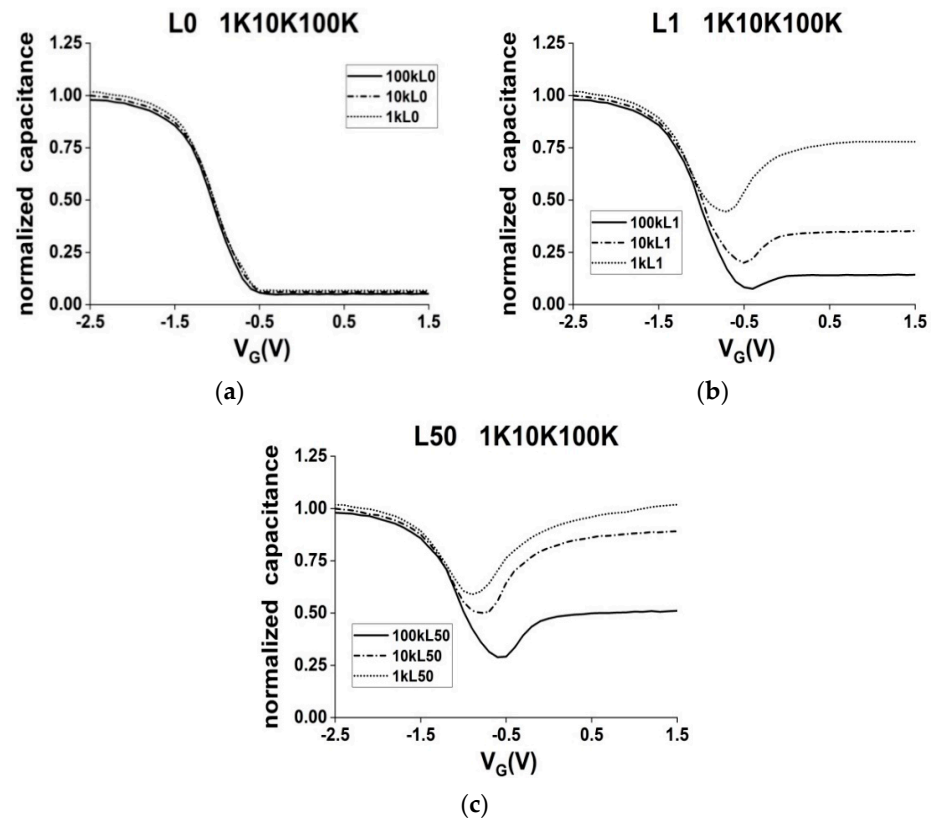 L0 1K10K100K
normalized capacitance
1.25
1.00
0.75
0.50
0.25
0.00
100kL0
10kL0
1kL0
-2.5 -1.5 -0.5 0.5 1.5
VG(V)
(a)
L1 1K10K100K
normalized capacitance
1.25
1.00
0.75
0.50
0.25
0.00
100kL1
10kL1
1kL1
-2.5 -1.5 -0.5 0.5 1.5
VG(V)
(b)
L50 1K10K100K
normalized capacitance
1.25
1.00
0.75
0.50
0.25
0.00
100kL50
10kL50
1kL50
-2.5 -1.5 -0.5 0.5 1.5
VG(V)
(c)